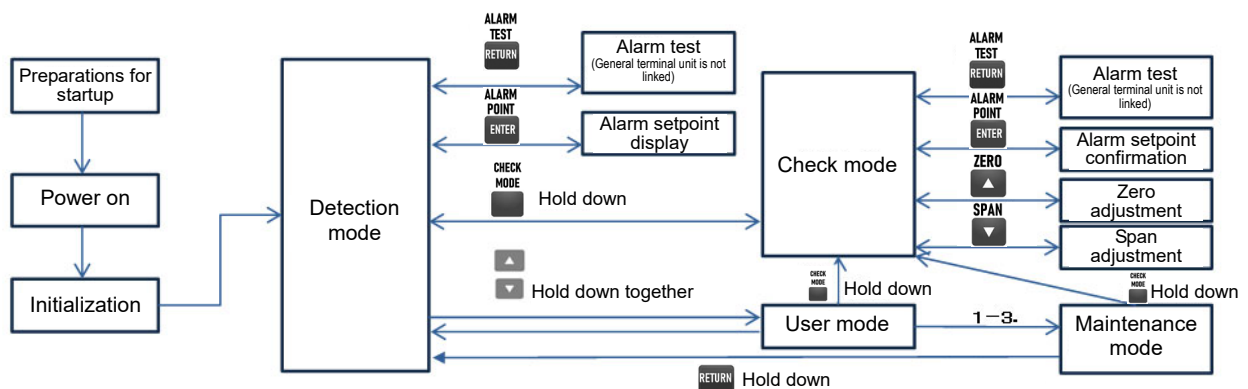 Preparations for
startup
Power on
Initialization
Detection
mode
ALARM
TEST
RETURN
Alarm test
(General terminal unit is not
linked)
ALARM
POINT
ENTER
Alarm setpoint
display
CHECK
MODE
Hold down
▲
▼
Hold down together
Check mode
ALARM
TEST
RETURN
Alarm test
(General terminal unit is not
linked)
ALARM
POINT
ENTER
Alarm setpoint
confirmation
ZERO
▲
Zero
adjustment
SPAN
▼
Span
adjustment
CHECK
MODE
Hold down
CHECK
MODE
Hold down
User mode
1－3.
Maintenance
mode
RETURN Hold down